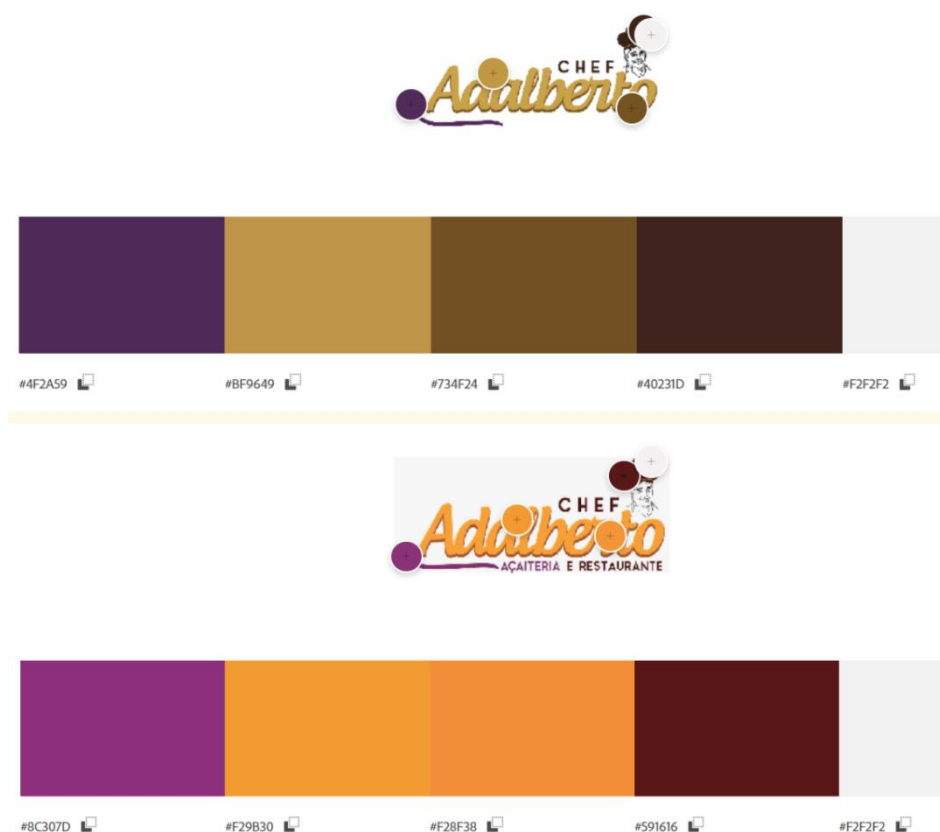 CHEF
Adalberto
#4F2A59 #BF9649 #734F24 #40231D #F2F2F2
CHEF
Adalberto
AÇAITERIA E RESTAURANTE
#8C307D #F29B30 #F28F38 #591616 #F2F2F2